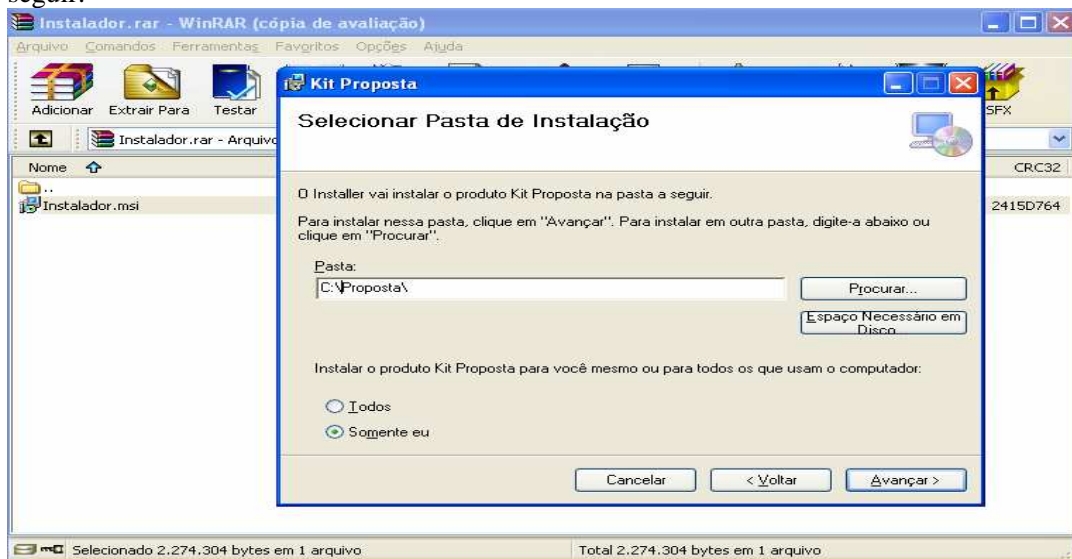 seguir:
Instalador.rar - WinRAR (cópia de avaliação)
Arquivo Comandos Ferramentas Favoritos Opções Ajuda
Adicionar Extrair Para Testar SFX
Instalador.rar - Arquivo
Nome CRC32
..
Instalador.msi 2415D764
Kit Proposta
Selecionar Pasta de Instalação
O Installer vai instalar o produto Kit Proposta na pasta a seguir.
Para instalar nessa pasta, clique em "Avançar". Para instalar em outra pasta, digite-a abaixo ou
clique em "Procurar".
Pasta:
C:\Proposta\
Procurar...
Espaço Necessário em
Disco
Instalar o produto Kit Proposta para você mesmo ou para todos os que usam o computador:
Todos
Somente eu
Cancelar < Voltar Avançar >
Selecionado 2.274.304 bytes em 1 arquivo Total 2.274.304 bytes em 1 arquivo